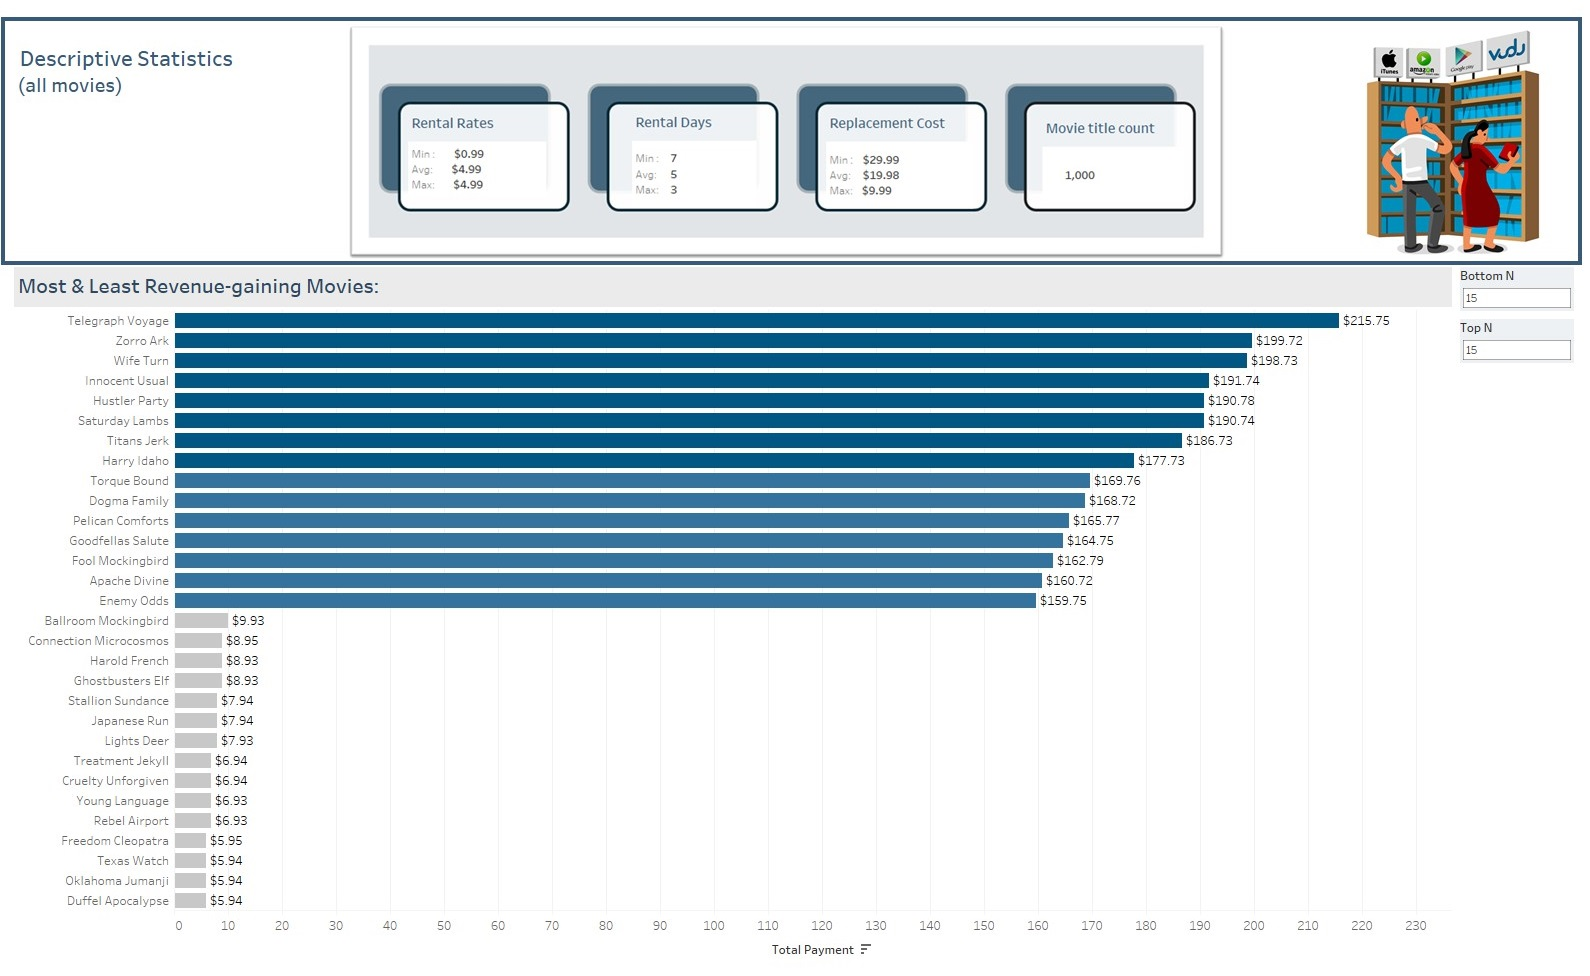 Descriptive Statistics
(all movies)
Rental Rates
Min: $0.99
Avg: $4.99
Max: $4.99
Rental Days
Min: 7
Avg: 5
Max: 3
Replacement Cost
Min: $29.99
Avg: $19.98
Max: $9.99
Movie title count
1,000
iTunes
amazon
Google play
vudu
Most & Least Revenue-gaining Movies:
Bottom N
15
Top N
15
Telegraph Voyage $215.75
Zorro Ark $199.72
Wife Turn $198.73
Innocent Usual $191.74
Hustler Party $190.78
Saturday Lambs $190.74
Titans Jerk $186.73
Harry Idaho $177.73
Torque Bound $169.76
Dogma Family $168.72
Pelican Comforts $165.77
Goodfellas Salute $164.75
Fool Mockingbird $162.79
Apache Divine $160.72
Enemy Odds $159.75
Ballroom Mockingbird $9.93
Connection Microcosmos $8.95
Harold French $8.93
Ghostbusters Elf $8.93
Stallion Sundance $7.94
Japanese Run $7.94
Lights Deer $7.93
Treatment Jekyll $6.94
Cruelty Unforgiven $6.94
Young Language $6.93
Rebel Airport $6.93
Freedom Cleopatra $5.95
Texas Watch $5.94
Oklahoma Jumanji $5.94
Duffel Apocalypse $5.94
0 10 20 30 40 50 60 70 80 90 100 110 120 130 140 150 160 170 180 190 200 210 220 230
Total Payment